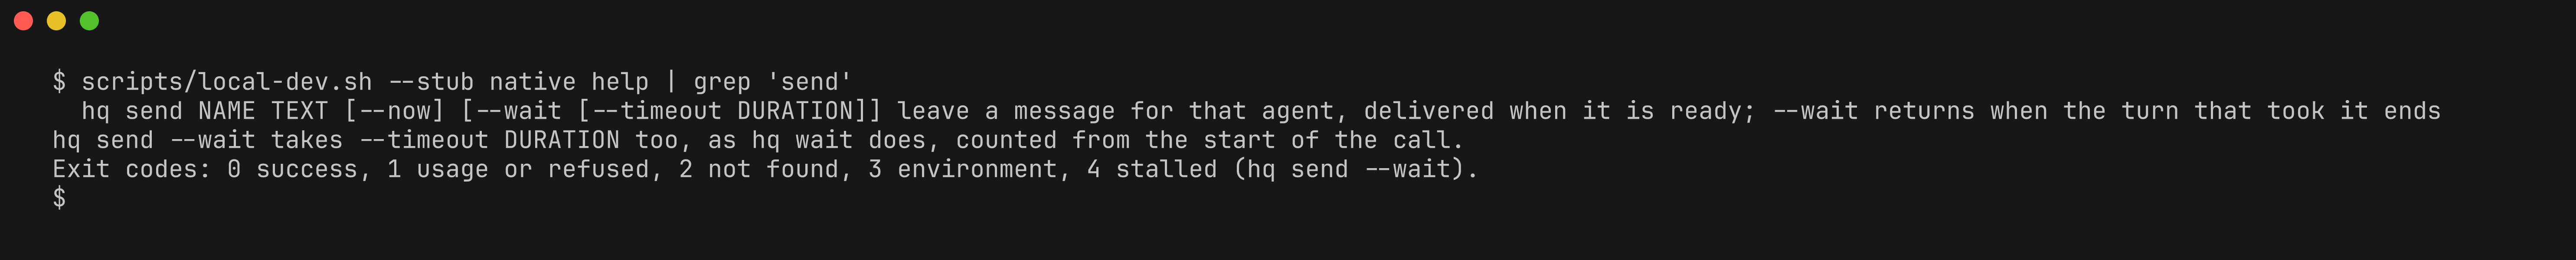 $ scripts/local-dev.sh --stub native help | grep 'send'
  hq send NAME TEXT [--now] [--wait [--timeout DURATION]] leave a message for that agent, delivered when it is ready; --wait returns when the turn that took it ends
hq send --wait takes --timeout DURATION too, as hq wait does, counted from the start of the call.
Exit codes: 0 success, 1 usage or refused, 2 not found, 3 environment, 4 stalled (hq send --wait).
$